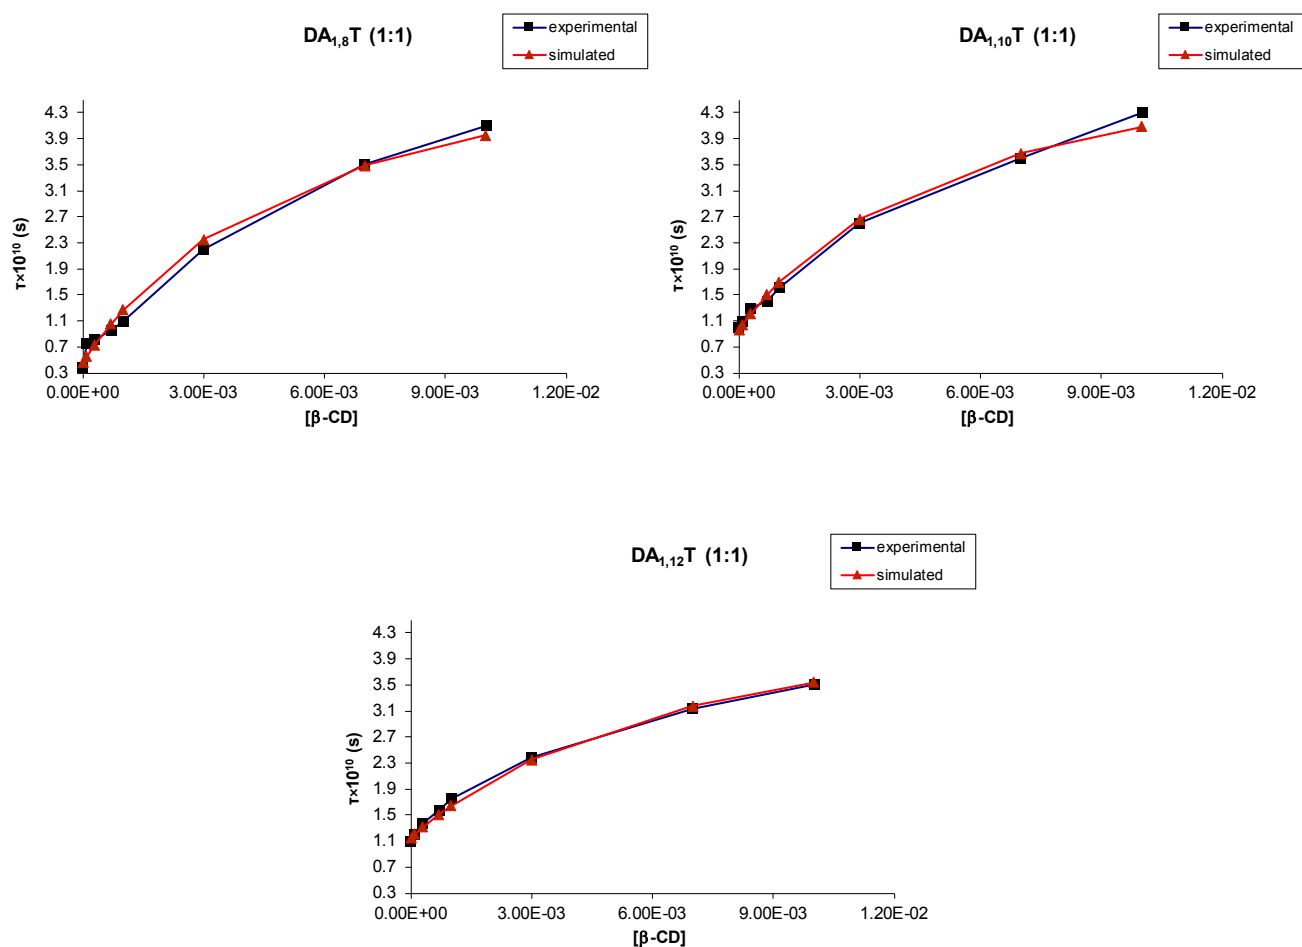 DA1,8T (1:1)
experimental
simulated
τ×10¹⁰ (s)
4.3
3.9
3.5
3.1
2.7
2.3
1.9
1.5
1.1
0.7
0.3
0.00E+00 3.00E-03 6.00E-03 9.00E-03 1.20E-02
[β-CD]
DA1,10T (1:1)
experimental
simulated
τ×10¹⁰ (s)
4.3
3.9
3.5
3.1
2.7
2.3
1.9
1.5
1.1
0.7
0.3
0.00E+00 3.00E-03 6.00E-03 9.00E-03 1.20E-02
[β-CD]
DA1,12T (1:1)
experimental
simulated
τ×10¹⁰ (s)
4.3
3.9
3.5
3.1
2.7
2.3
1.9
1.5
1.1
0.7
0.3
0.00E+00 3.00E-03 6.00E-03 9.00E-03 1.20E-02
[β-CD]